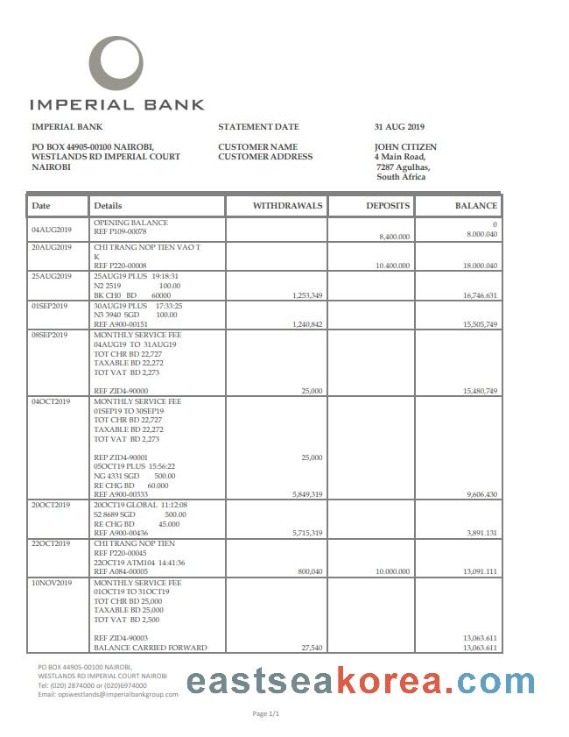 IMPERIAL BANK
IMPERIAL BANK STATEMENT DATE 31 AUG 2019
PO BOX 44905-00100 NAIROBI, CUSTOMER NAME JOHN CITIZEN
WESTLANDS RD IMPERIAL COURT CUSTOMER ADDRESS 4 Main Road,
NAIROBI 7287 Agulhas,
South Africa
Date Details WITHDRAWALS DEPOSITS BALANCE
04AUG2019 OPENING BALANCE 0
REF P109-00078 8,400.000 8.000.040
20AUG2019 CHI TRANG NOP TIEN VAO T
K
REF P220-00008 10.400.000 18.000.040
25AUG2019 25AUG19 PLUS 19:18:31
N2 2519 100.00
BK CH0 BD 60000 1,253,349 16,746.631
01SEP2019 30AUG19 PLUS 17:33:25
N3 3940 SGD 100.00
REF A900-00151 1,240,842 15,505,749
08SEP2019 MONTHLY SERVICE FEE
04AUG19 TO 31AUG19
TOT CHR BD 22,727
TAXABLE BD 22,272
TOT VAT BD 2,273
REF ZID4-90000 25,000 15,480,749
04OCT2019 MONTHLY SERVICE FEE
01SEP19 TO 30SEP19
TOT CHR BD 22,727
TAXABLE BD 22,272
TOT VAT BD 2,273
REP ZID4-90001 25,000
05OCT19 PLUS 15:56:22
NG 4331 SGD 500.00
RE CHG BD 60.000
REF A900-00333 5,849,319 9,606.430
20OCT2019 20OCT19 GLOBAL 11:12:08
S2 8689 SGD 500.00
RE CHG BD 45.000
REF A900-00436 5,715,319 3,891.131
22OCT2019 CHI TRANG NOP TIEN
REF P220-00045
22OCT19 ATM104 14:41:36
REF A084-00005 800,040 10.000.000 13,091.111
10NOV2019 MONTHLY SERVICE FEE
01OCT19 TO 31OCT19
TOT CHR BD 25,000
TAXABLE BD 25,000
TOT VAT BD 2,500
REF ZID4-90003 13,063.611
BALANCE CARRIED FORWARD 27,540 13,063.611
PO BOX 44905-00100 NAIROBI,
WESTLANDS RD IMPERIAL COURT NAIROBI
Tel: (020) 2874000 or (020)6974000
Email: opswestlands@imperialbankgroup.com
eastseakorea.com
Page 1/1